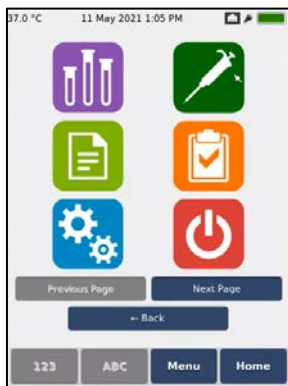 37.0 °C 11 May 2021 1:05 PM
Previous Page Next Page
← Back
123 ABC Menu Home